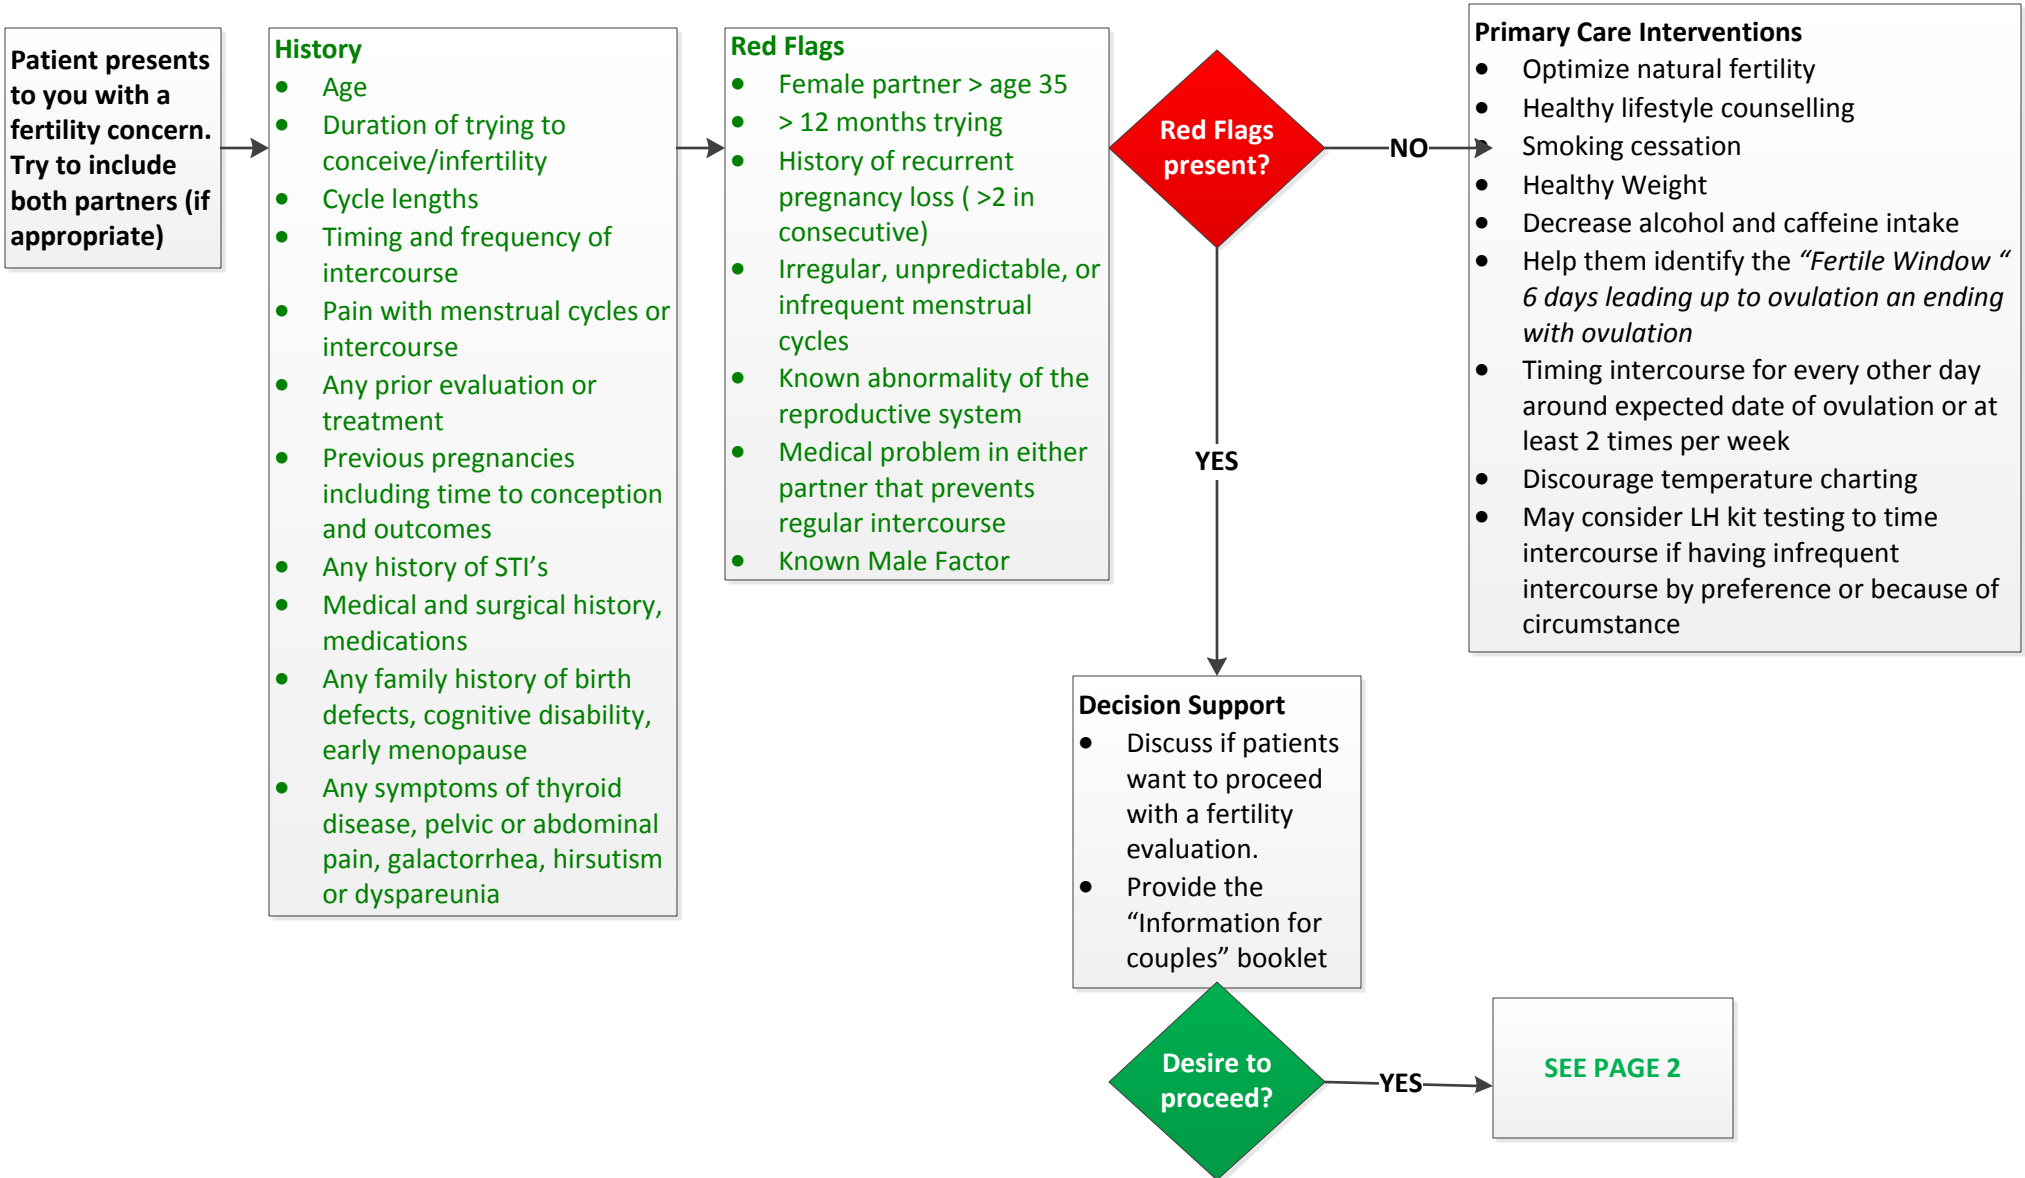 Patient presents
to you with a
fertility concern.
Try to include
both partners (if
appropriate)
History
• Age
• Duration of trying to
conceive/infertility
• Cycle lengths
• Timing and frequency of
intercourse
• Pain with menstrual cycles or
intercourse
• Any prior evaluation or
treatment
• Previous pregnancies
including time to conception
and outcomes
• Any history of STI’s
• Medical and surgical history,
medications
• Any family history of birth
defects, cognitive disability,
early menopause
• Any symptoms of thyroid
disease, pelvic or abdominal
pain, galactorrhea, hirsutism
or dyspareunia
Red Flags
• Female partner > age 35
• > 12 months trying
• History of recurrent
pregnancy loss ( >2 in
consecutive)
• Irregular, unpredictable, or
infrequent menstrual
cycles
• Known abnormality of the
reproductive system
• Medical problem in either
partner that prevents
regular intercourse
• Known Male Factor
Red Flags
present?
NO
Primary Care Interventions
• Optimize natural fertility
• Healthy lifestyle counselling
• Smoking cessation
• Healthy Weight
• Decrease alcohol and caffeine intake
• Help them identify the “Fertile Window “
6 days leading up to ovulation an ending
with ovulation
• Timing intercourse for every other day
around expected date of ovulation or at
least 2 times per week
• Discourage temperature charting
• May consider LH kit testing to time
intercourse if having infrequent
intercourse by preference or because of
circumstance
YES
Decision Support
• Discuss if patients
want to proceed
with a fertility
evaluation.
• Provide the
“Information for
couples” booklet
Desire to
proceed?
YES
SEE PAGE 2